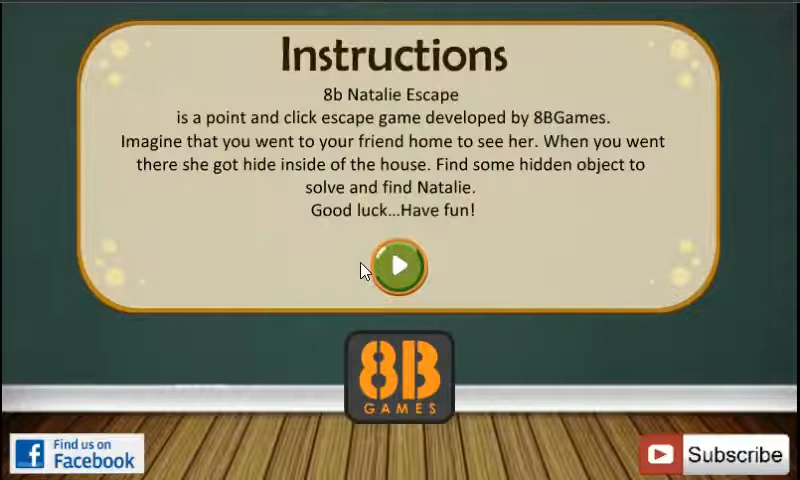 Instructions
8b Natalie Escape
is a point and click escape game developed by 8BGames.
Imagine that you went to your friend home to see her. When you went
there she got hide inside of the house. Find some hidden object to
solve and find Natalie.
Good luck...Have fun!
8B
GAMES
Find us on
Facebook
Subscribe